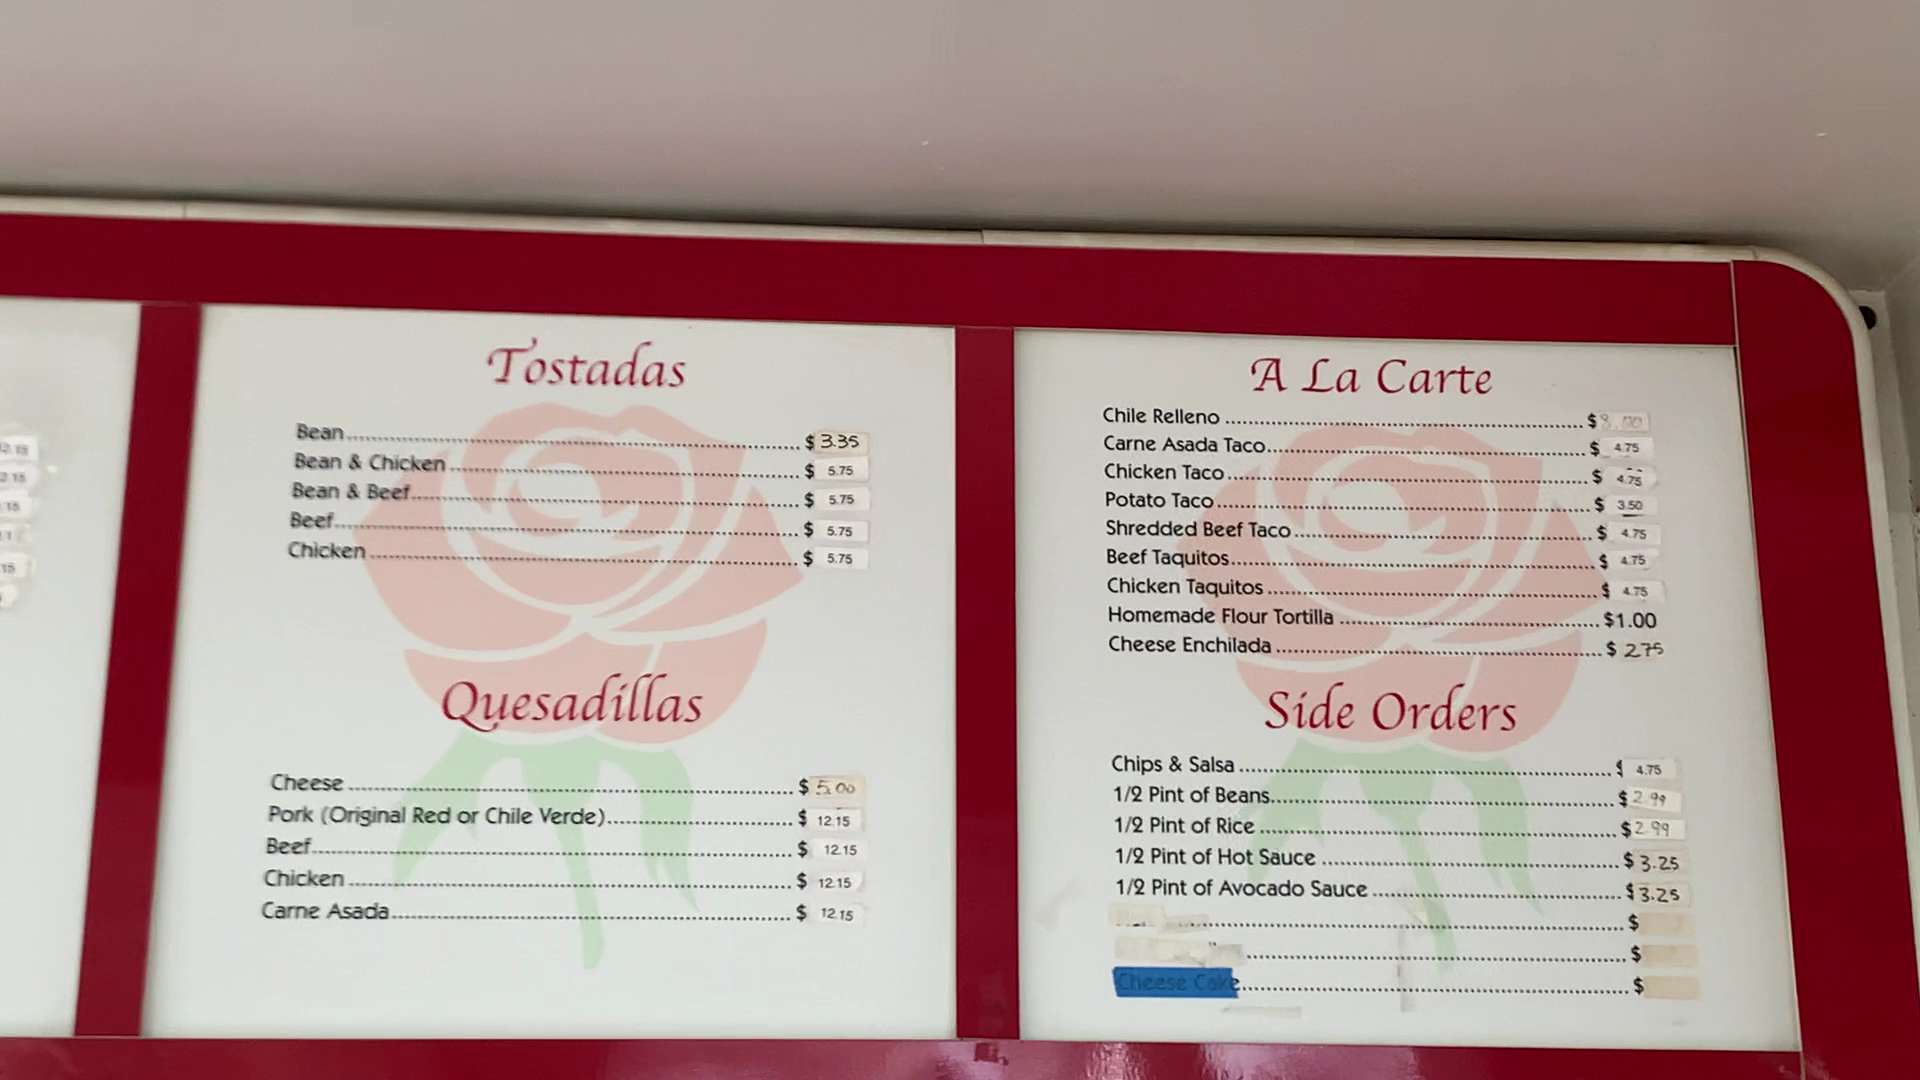 Tostadas
Bean $ 3.35
Bean & Chicken $ 5.75
Bean & Beef $ 5.75
Beef $ 5.75
Chicken $ 5.75
Quesadillas
Cheese $ 5.00
Pork (Original Red or Chile Verde) $ 12.15
Beef $ 12.15
Chicken $ 12.15
Carne Asada $ 12.15
A La Carte
Chile Relleno $
Carne Asada Taco $ 4.75
Chicken Taco $ 4.75
Potato Taco $ 3.50
Shredded Beef Taco $ 4.75
Beef Taquitos $ 4.75
Chicken Taquitos $ 4.75
Homemade Flour Tortilla $1.00
Cheese Enchilada $ 2.75
Side Orders
Chips & Salsa $ 4.75
1/2 Pint of Beans $ 2.99
1/2 Pint of Rice $ 2.99
1/2 Pint of Hot Sauce $ 3.25
1/2 Pint of Avocado Sauce $ 3.25
$
$
Cheese Cake $